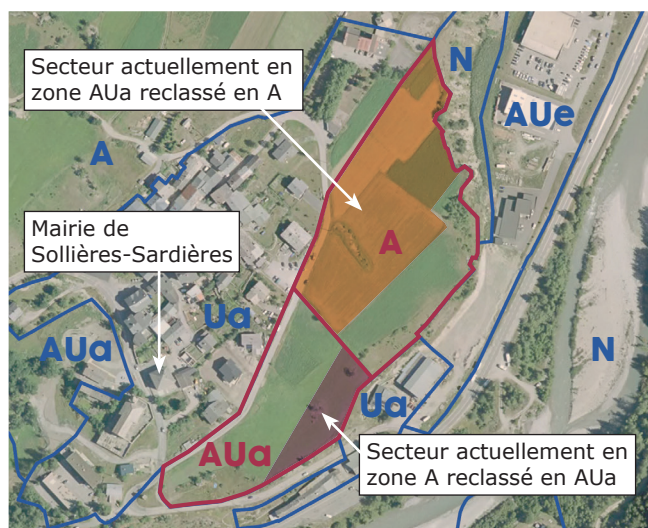 Secteur actuellement en
zone AUa reclassé en A
N
AUe
A
A
Mairie de
Sollières-Sardières
Ua
AUa
N
Ua
AUa
Secteur actuellement en
zone A reclassé en AUa